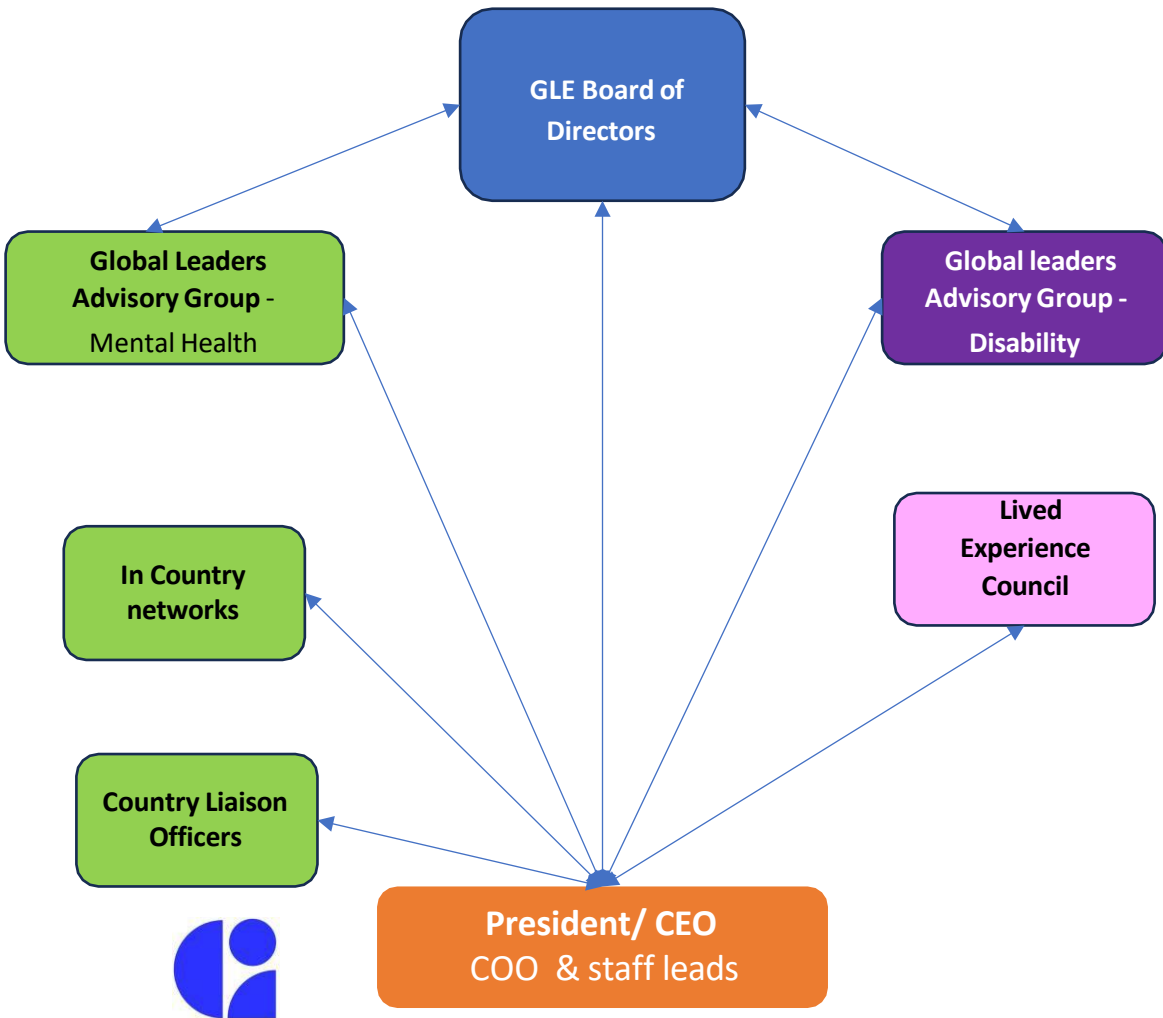 GLE Board of
Directors
Global Leaders
Advisory Group -
Mental Health
Global leaders
Advisory Group -
Disability
In Country
networks
Lived
Experience
Council
Country Liaison
Officers
President/ CEO
COO & staff leads